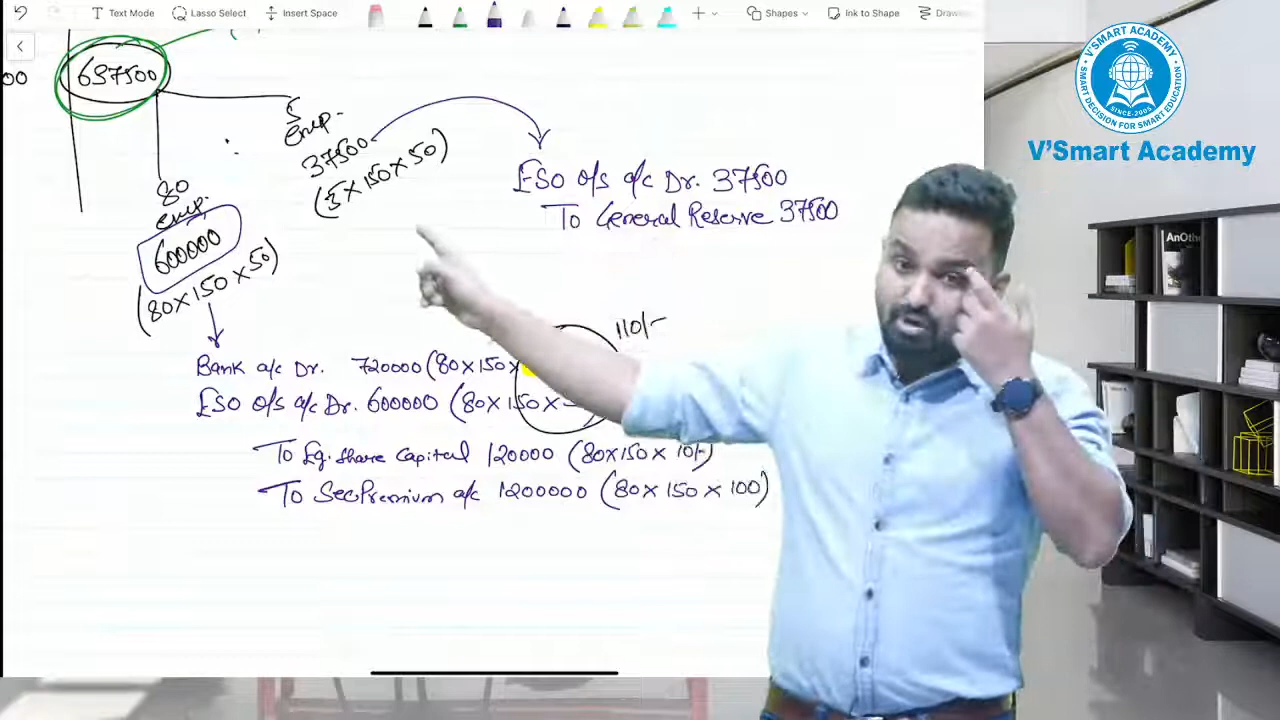 Text Mode
Lasso Select
Insert Space
Shapes
Ink to Shape
00
637500
5
emp.
37500
(5×150×50)
80
emp.
600000
(80×150×50)
ESO o/s a/c Dr. 37500
To General Reserve 37500
110/-
Bank a/c Dr. 720000 (80×150×
ESO o/s a/c Dr. 600000 (80×150×
To Eq. Share Capital 120000 (80×150×10/-)
To Sec Premium a/c 1200000 (80×150×100)
V'SMART ACADEMY
SMART DECISION FOR SMART EDUCATION
SINCE-2005
V'Smart Academy
AnOthe